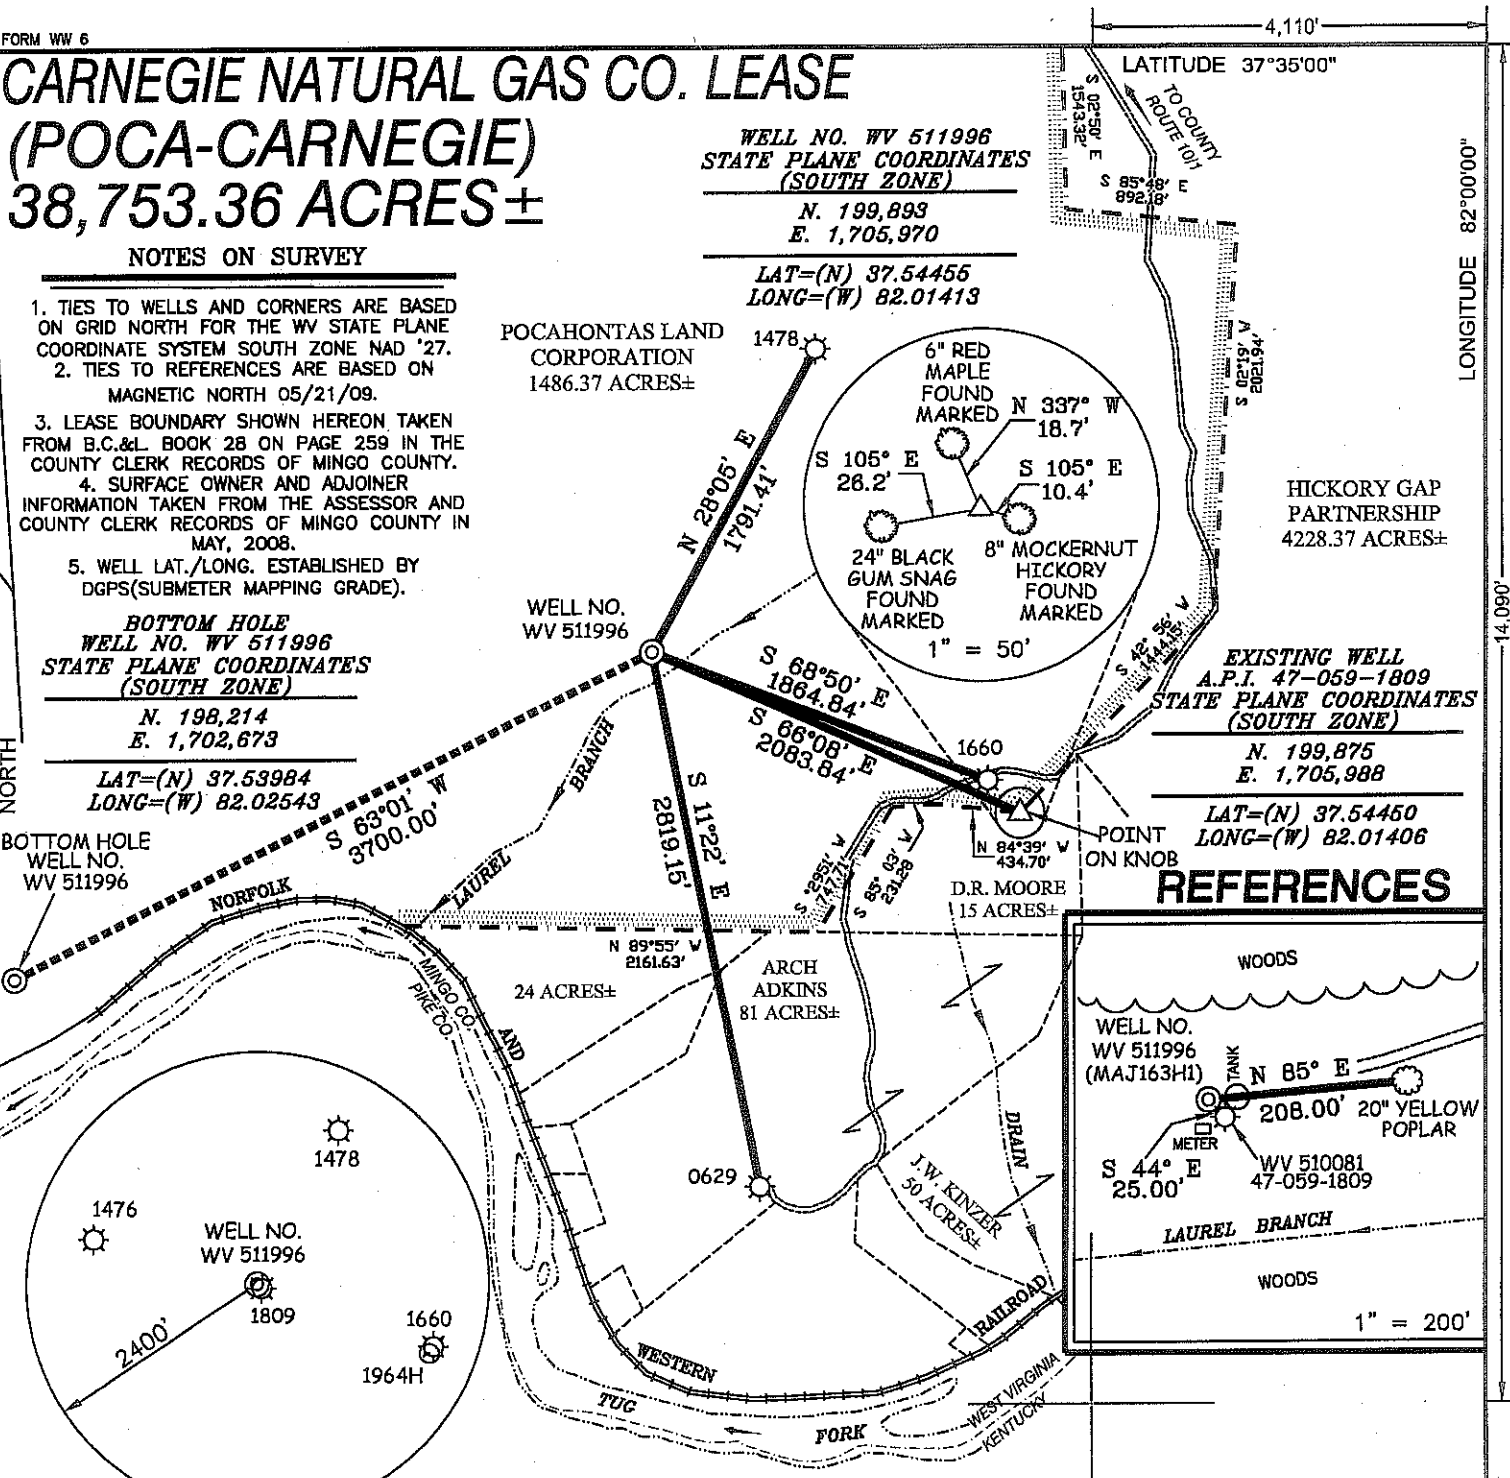 FORM WW 6
CARNEGIE NATURAL GAS CO. LEASE
(POCA-CARNEGIE)
38,753.36 ACRES±
NOTES ON SURVEY
1. TIES TO WELLS AND CORNERS ARE BASED
ON GRID NORTH FOR THE WV STATE PLANE
COORDINATE SYSTEM SOUTH ZONE NAD '27.
2. TIES TO REFERENCES ARE BASED ON
MAGNETIC NORTH 05/21/09.
3. LEASE BOUNDARY SHOWN HEREON TAKEN
FROM B.C.&L. BOOK 28 ON PAGE 259 IN THE
COUNTY CLERK RECORDS OF MINGO COUNTY.
4. SURFACE OWNER AND ADJOINER
INFORMATION TAKEN FROM THE ASSESSOR AND
COUNTY CLERK RECORDS OF MINGO COUNTY IN
MAY, 2008.
5. WELL LAT./LONG. ESTABLISHED BY
DGPS(SUBMETER MAPPING GRADE).
BOTTOM HOLE
WELL NO. WV 511996
STATE PLANE COORDINATES
(SOUTH ZONE)
N. 198,214
E. 1,702,673
LAT=(N) 37.53984
LONG=(W) 82.02543
NORTH
BOTTOM HOLE
WELL NO.
WV 511996
WELL NO. WV 511996
STATE PLANE COORDINATES
(SOUTH ZONE)
N. 199,893
E. 1,705,970
LAT=(N) 37.54455
LONG=(W) 82.01413
POCAHONTAS LAND
CORPORATION
1486.37 ACRES±
1478
N 28°05' E
1791.41'
WELL NO.
WV 511996
4,110'
LATITUDE 37°35'00"
TO COUNTY
ROUTE 10/1
S 02°50' E
1543.32'
S 85°48' E
892.18'
LONGITUDE 82°00'00"
S 02°19' W
2021.94'
14,090'
6" RED
MAPLE
FOUND
MARKED
N 337° W
18.7'
S 105° E
26.2'
S 105° E
10.4'
24" BLACK
GUM SNAG
FOUND
MARKED
8" MOCKERNUT
HICKORY
FOUND
MARKED
1" = 50'
HICKORY GAP
PARTNERSHIP
4228.37 ACRES±
S 42° 56' W
1444.15'
EXISTING WELL
A.P.I. 47-059-1809
STATE PLANE COORDINATES
(SOUTH ZONE)
N. 199,875
E. 1,705,988
LAT=(N) 37.54450
LONG=(W) 82.01406
S 68°50' E
1864.84'
S 66°08' E
2083.84'
1660
POINT
ON KNOB
N 84°39' W
434.70'
S 85° 03' W
231.28
S °2951' W
747.71'
D.R. MOORE
15 ACRES±
S 63°01' W
3700.00'
S 11°22' E
2819.15'
LAUREL
BRANCH
NORFOLK
AND
WESTERN
RAILROAD
MINGO CO.
PIKE CO.
N 89°55' W
2161.63'
24 ACRES±
ARCH
ADKINS
81 ACRES±
0629
J.W. KINZER
50 ACRES±
DRAIN
TUG
FORK
WEST VIRGINIA
KENTUCKY
1478
1476
WELL NO.
WV 511996
1809
1660
1964H
2400'
REFERENCES
WOODS
WELL NO.
WV 511996
(MAJ163H1)
TANK
N 85° E
208.00'
20" YELLOW
POPLAR
METER
S 44° E
25.00'
WV 510081
47-059-1809
LAUREL BRANCH
WOODS
1" = 200'